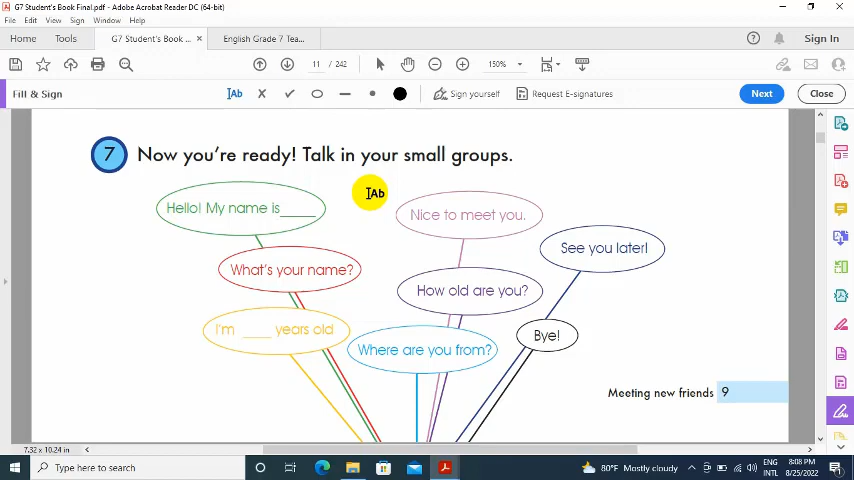 G7 Student's Book Final.pdf - Adobe Acrobat Reader DC (64-bit)
File Edit View Sign Window Help
Home Tools G7 Student's Book ... × English Grade 7 Tea... Sign In
11 / 242 150%
Fill & Sign Ab Sign yourself Request E-signatures Next Close
7 Now you're ready! Talk in your small groups.
Ab
Hello! My name is_____
Nice to meet you.
See you later!
What's your name?
How old are you?
I'm ____ years old
Where are you from?
Bye!
Meeting new friends 9
7.32 x 10.24 in
Type here to search
80°F Mostly cloudy
ENG
INTL
8:08 PM
8/25/2022
1